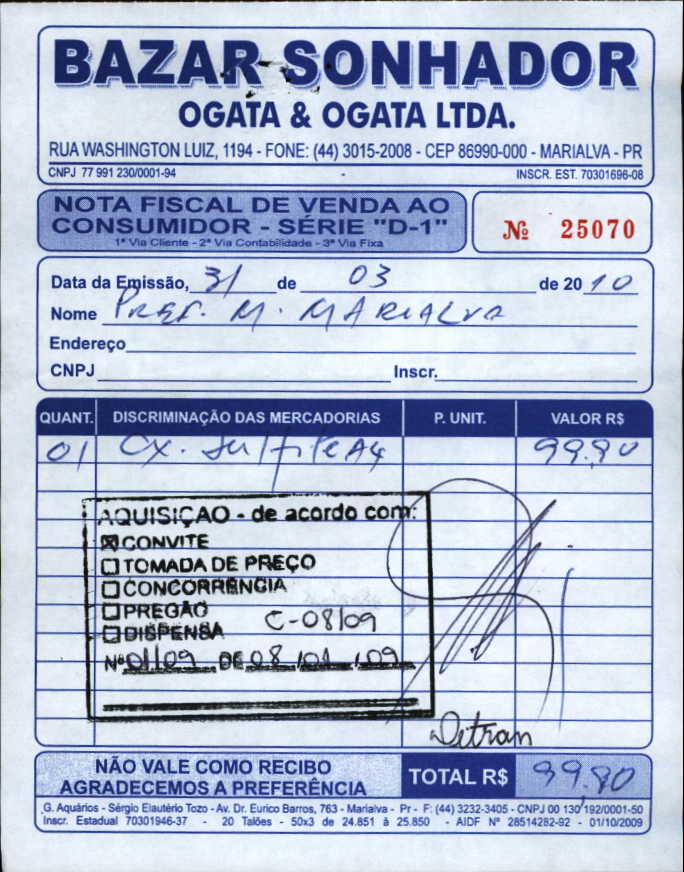 BAZAR SONHADOR
OGATA & OGATA LTDA.
RUA WASHINGTON LUIZ, 1194 - FONE: (44) 3015-2008 - CEP 86990-000 - MARIALVA - PR
CNPJ 77 991 230/0001-94 INSCR. EST. 70301696-08
NOTA FISCAL DE VENDA AO
CONSUMIDOR - SÉRIE "D-1"
1ª Via Cliente - 2ª Via Contabilidade - 3ª Via Fixa
Nº 25070
Data da Emissão, 31 de 03 de 2010
Nome Pref. M. MARIALVA
Endereço
CNPJ Inscr.
QUANT. DISCRIMINAÇÃO DAS MERCADORIAS P. UNIT. VALOR R$
01 Cx. Sulfite A4 99.90
AQUISIÇÃO - de acordo com:
CONVITE
TOMADA DE PREÇO
CONCORRÊNCIA
PREGÃO
DISPENSA C-08/09
Nº 01/09 DE 08/01/09
Detran
NÃO VALE COMO RECIBO
AGRADECEMOS A PREFERÊNCIA
TOTAL R$ 99,90
G. Aquários - Sérgio Elautério Tozo - Av. Dr. Eurico Barros, 763 - Marialva - Pr - F: (44) 3232-3405 - CNPJ 00 130 192/0001-50
Inscr. Estadual 70301946-37 - 20 Talões - 50x3 de 24.851 à 25.850 - AIDF Nº 28514282-92 - 01/10/2009